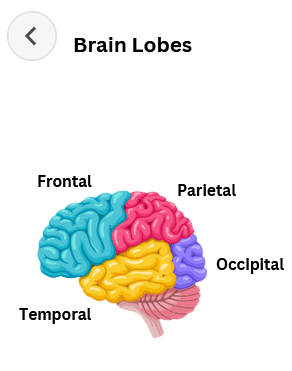 Brain Lobes
Frontal
Parietal
Occipital
Temporal